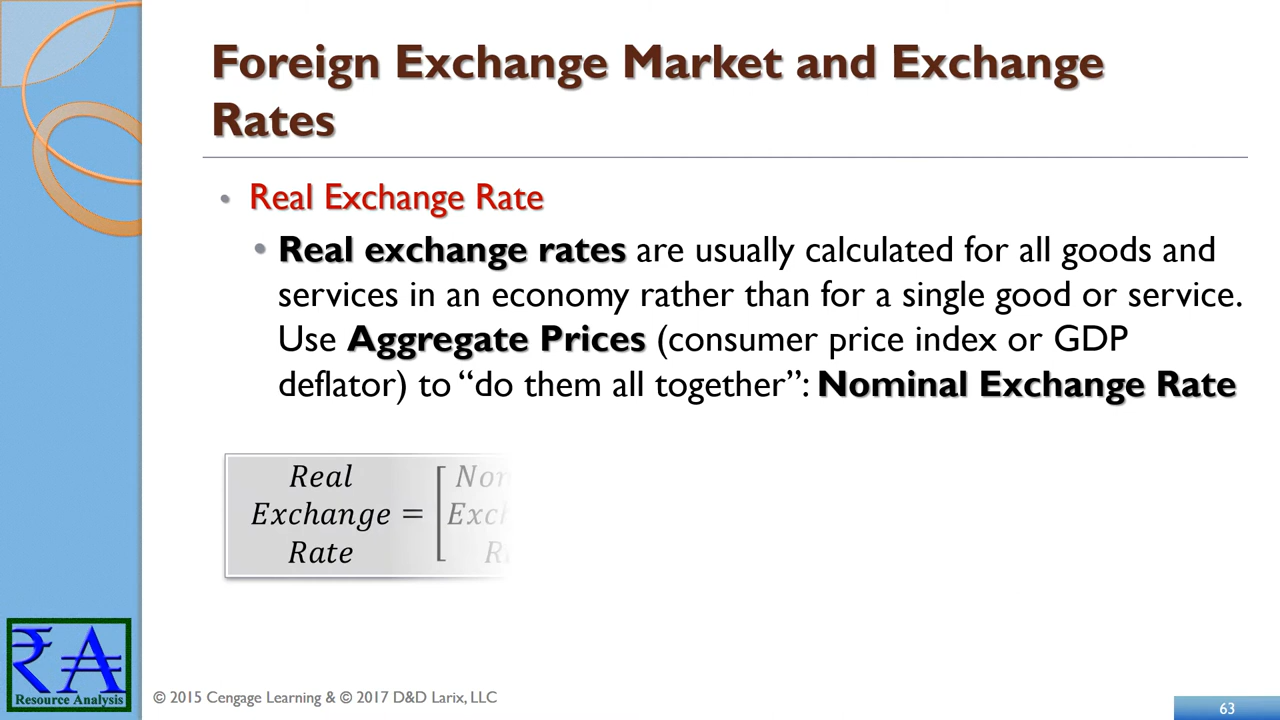 Foreign Exchange Market and Exchange
Rates
• Real Exchange Rate
• Real exchange rates are usually calculated for all goods and
services in an economy rather than for a single good or service.
Use Aggregate Prices (consumer price index or GDP
deflator) to “do them all together”: Nominal Exchange Rate
Real
Exchange = [
Rate
₹A
Resource Analysis
© 2015 Cengage Learning & © 2017 D&D Larix, LLC
63